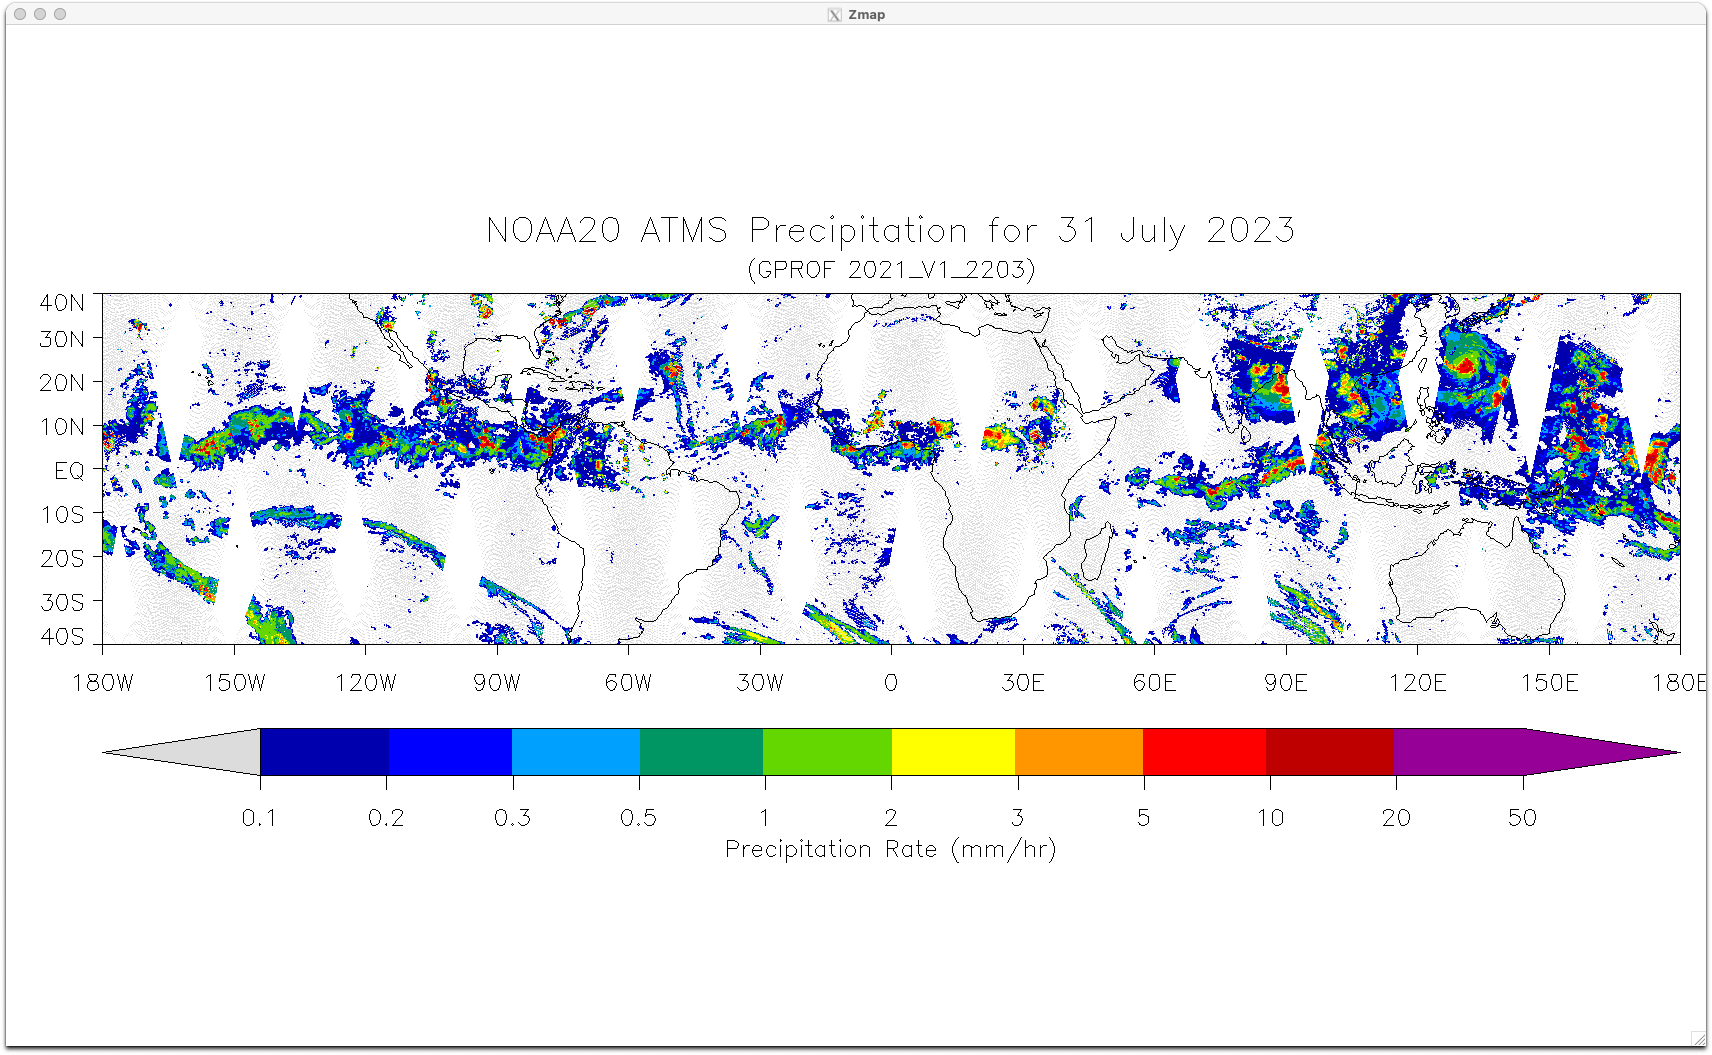 Zmap
NOAA20 ATMS Precipitation for 31 July 2023
(GPROF 2021_V1_2203)
40N
30N
20N
10N
EQ
10S
20S
30S
40S
180W 150W 120W 90W 60W 30W 0 30E 60E 90E 120E 150E 180E
0.1 0.2 0.3 0.5 1 2 3 5 10 20 50
Precipitation Rate (mm/hr)